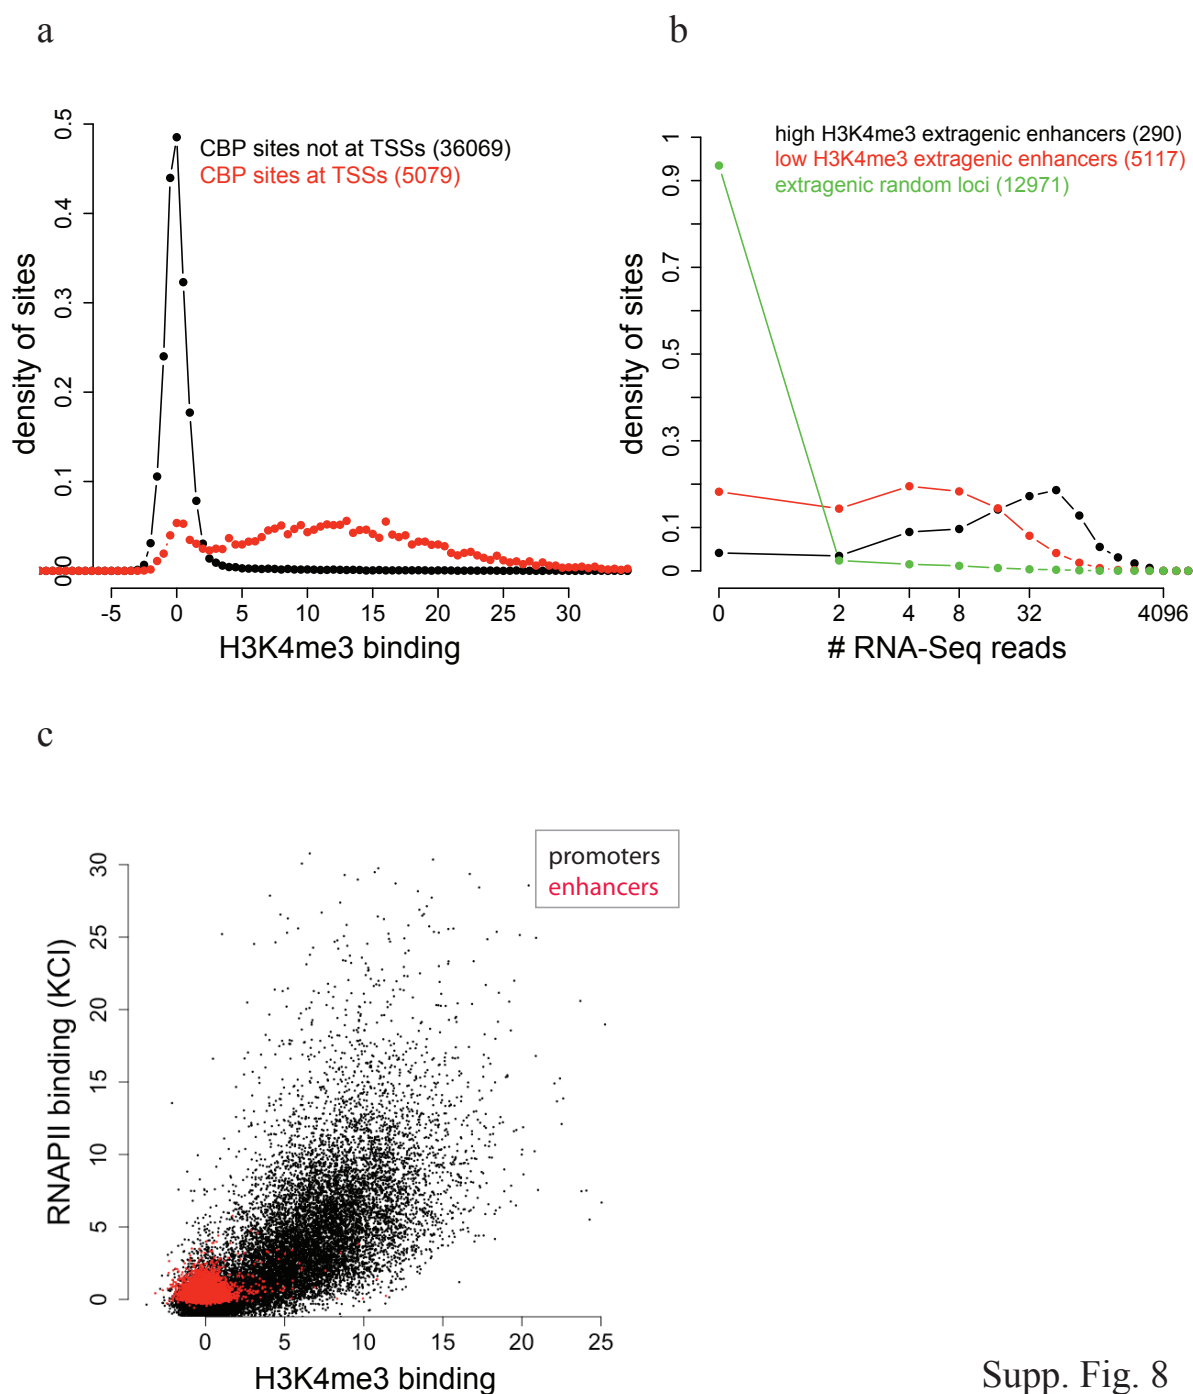 a
CBP sites not at TSSs (36069)
CBP sites at TSSs (5079)
density of sites
0.5
0.4
0.3
0.2
0.1
0.0
-5 0 5 10 15 20 25 30
H3K4me3 binding
b
high H3K4me3 extragenic enhancers (290)
low H3K4me3 extragenic enhancers (5117)
extragenic random loci (12971)
density of sites
1
0.9
0.7
0.5
0.3
0.1
0
0 2 4 8 32 4096
# RNA-Seq reads
c
promoters
enhancers
RNAPII binding (KCl)
30
25
20
15
10
5
0
0 5 10 15 20 25
H3K4me3 binding
Supp. Fig. 8